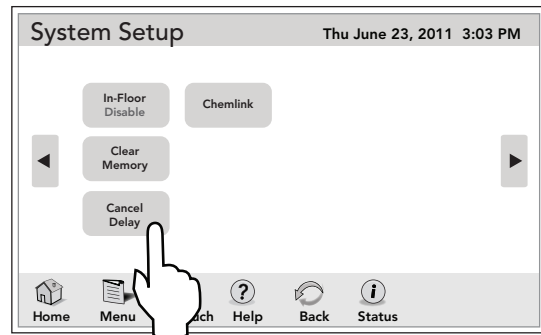 System Setup
Thu June 23, 2011 3:03 PM
In-Floor
Disable
Chemlink
Clear
Memory
Cancel
Delay
Home
Menu
Help
Back
Status